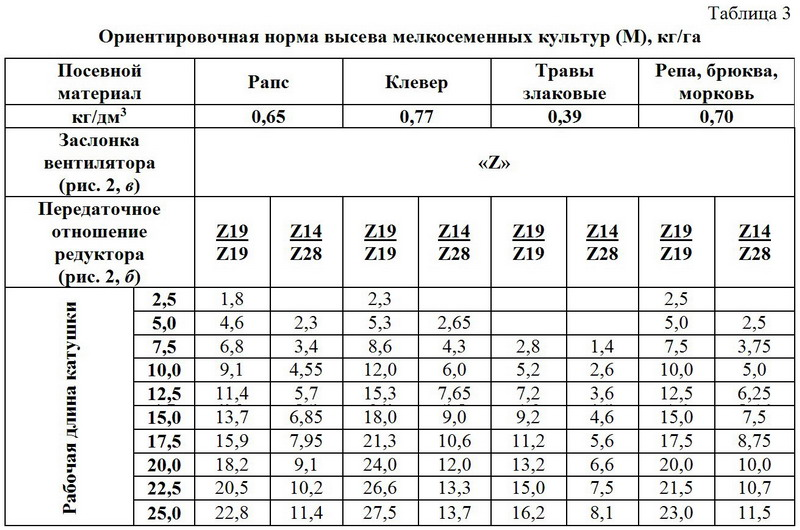 Таблица 3
Ориентировочная норма высева мелкосеменных культур (М), кг/га
Посевной материал Рапс Клевер Травы злаковые Репа, брюква, морковь
кг/дм³ 0,65 0,77 0,39 0,70
Заслонка вентилятора (рис. 2, в) «Z»
Передаточное отношение редуктора (рис. 2, б) Z19/Z19 Z14/Z28 Z19/Z19 Z14/Z28 Z19/Z19 Z14/Z28 Z19/Z19 Z14/Z28
Рабочая длина катушки
2,5 1,8 2,3 2,5
5,0 4,6 2,3 5,3 2,65 5,0 2,5
7,5 6,8 3,4 8,6 4,3 2,8 1,4 7,5 3,75
10,0 9,1 4,55 12,0 6,0 5,2 2,6 10,0 5,0
12,5 11,4 5,7 15,3 7,65 7,2 3,6 12,5 6,25
15,0 13,7 6,85 18,0 9,0 9,2 4,6 15,0 7,5
17,5 15,9 7,95 21,3 10,6 11,2 5,6 17,5 8,75
20,0 18,2 9,1 24,0 12,0 13,2 6,6 20,0 10,0
22,5 20,5 10,2 26,6 13,3 15,0 7,5 21,5 10,7
25,0 22,8 11,4 27,5 13,7 16,2 8,1 23,0 11,5